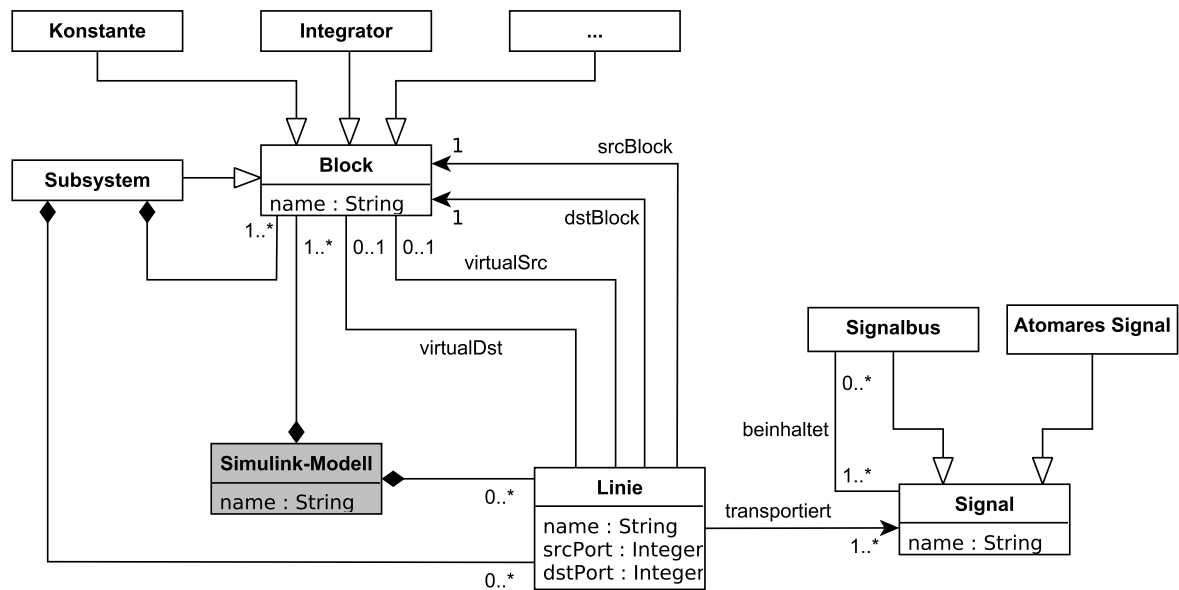 Konstante
Integrator
...
1
srcBlock
Block
Subsystem
name : String
1
dstBlock
1..*
1..*
0..1
0..1
virtualSrc
Signalbus
Atomares Signal
virtualDst
0..*
beinhaltet
Simulink-Modell
1..*
name : String
0..*
Linie
Signal
transportiert
name : String
name : String
srcPort : Integer
1..*
dstPort : Integer
0..*